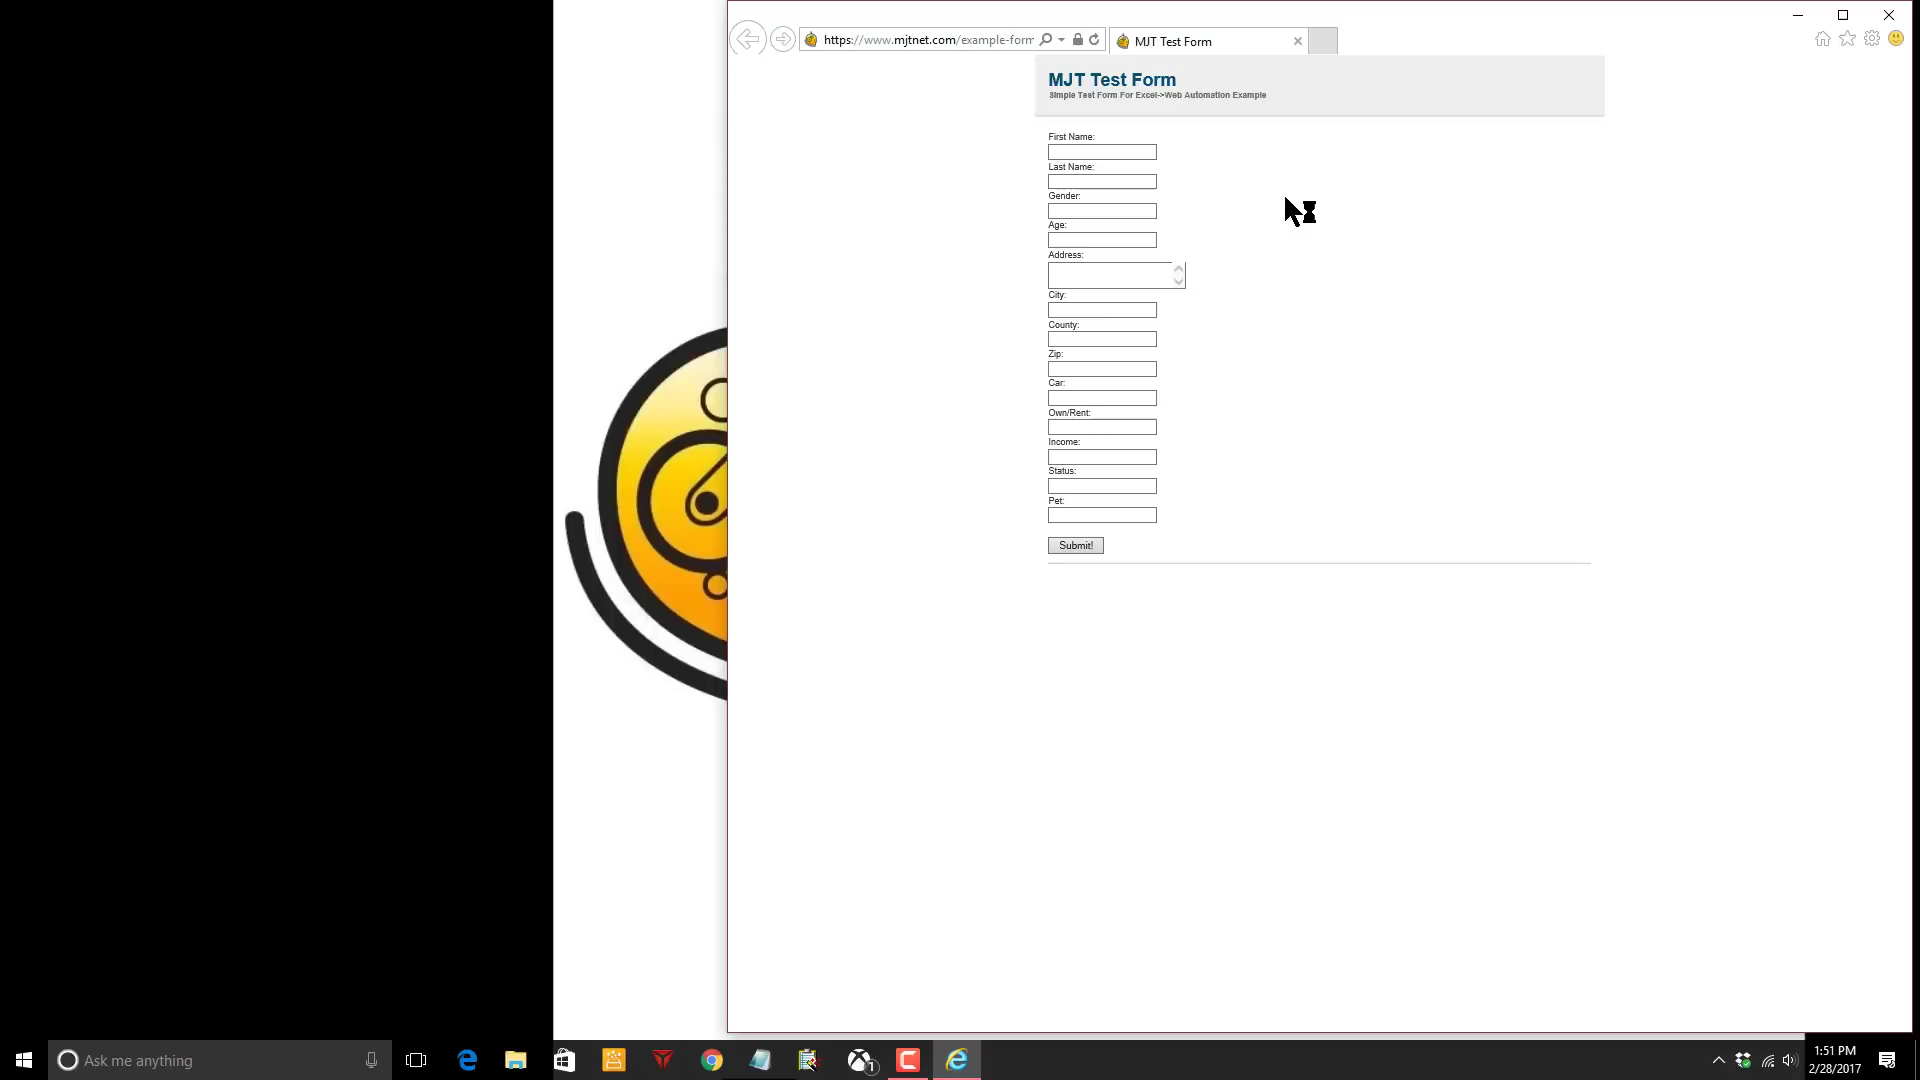 https://www.mjtnet.com/example-form
MJT Test Form
MJT Test Form
Simple Test Form For Excel->Web Automation Example
First Name:
Last Name:
Gender:
Age:
Address:
City:
County:
Zip:
Car:
Own/Rent:
Income:
Status:
Pet:
Submit!
Ask me anything
1
1:51 PM
2/28/2017